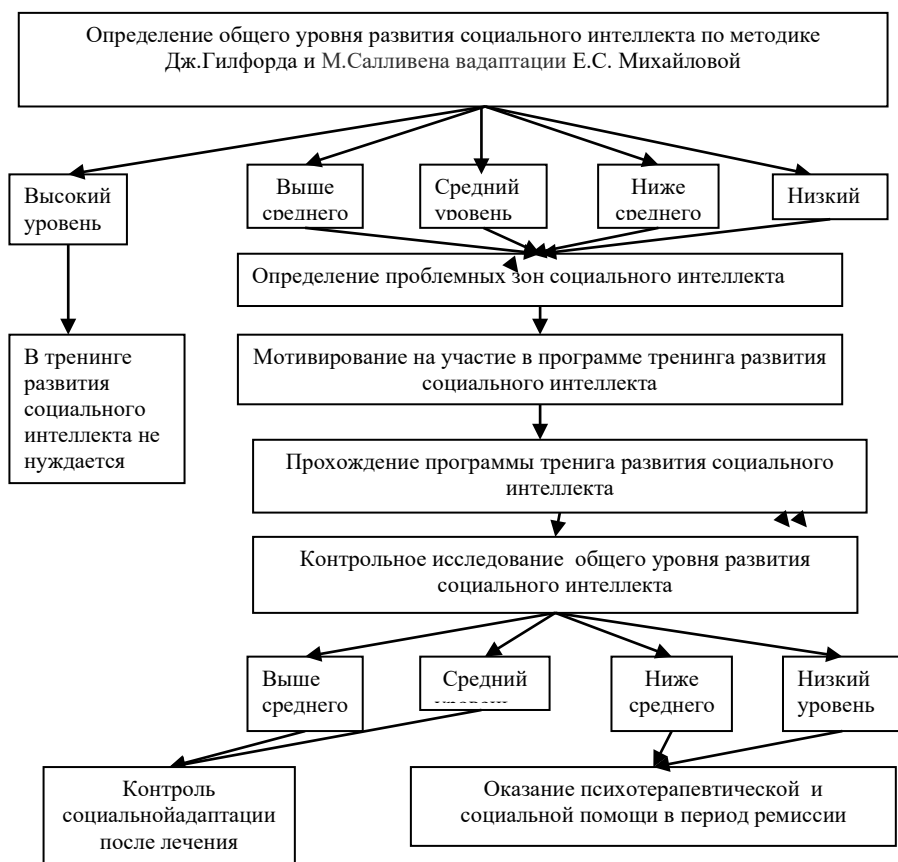 Определение общего уровня развития социального интеллекта по методике
Дж.Гилфорда и М.Салливена вадаптации Е.С. Михайловой
Высокий
уровень
Выше
среднего
Средний
уровень
Ниже
среднего
Низкий
Определение проблемных зон социального интеллекта
В тренинге
развития
социального
интеллекта не
нуждается
Мотивирование на участие в программе тренинга развития
социального интеллекта
Прохождение программы тренига развития социального
интеллекта
Контрольное исследование общего уровня развития
социального интеллекта
Выше
среднего
Средний
Ниже
среднего
Низкий
уровень
Контроль
социальнойадаптации
после лечения
Оказание психотерапевтической и
социальной помощи в период ремиссии